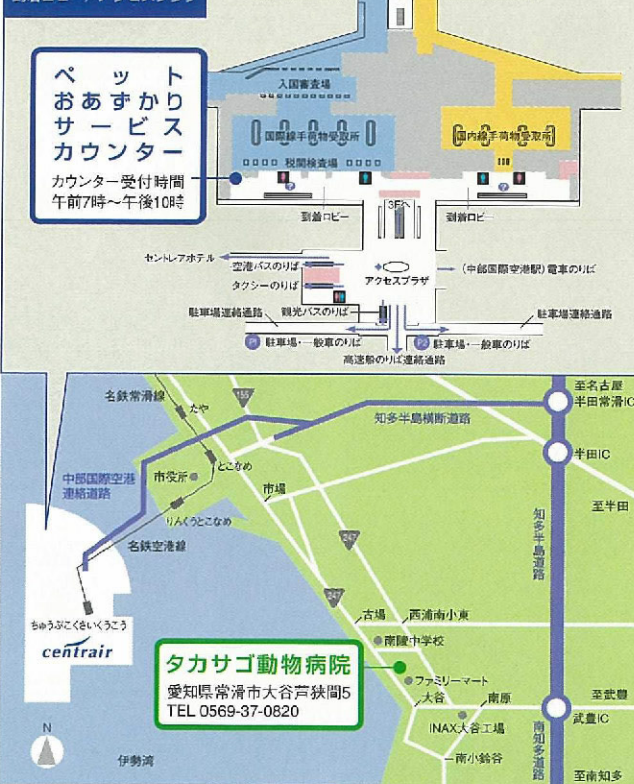 ペット
おあずかり
サービス
カウンター
カウンター受付時間
午前7時～午後10時
入国審査場
国際線手荷物受取所
国内線手荷物受取所
税関検査場
到着ロビー
3Fへ
到着ロビー
セントレアホテル
空港バスのりば
アクセスプラザ
(中部国際空港駅)電車のりば
タクシーのりば
駐車場連絡通路
観光バスのりば
駐車場連絡通路
P1 駐車場・一般車のりば
P2 駐車場・一般車のりば
高速船のりば連絡通路
名鉄常滑線
たや
155
知多半島横断道路
至名古屋
半田常滑IC
半田IC
至半田
中部国際空港
連絡道路
市役所
とこなめ
市場
りんくうとこなめ
名鉄空港線
知多半島道路
247
247
ちゅうぶこくさいくうこう
centrair
古場
西浦南小東
南陵中学校
タカサゴ動物病院
愛知県常滑市大谷芦狭間5
TEL 0569-37-0820
ファミリーマート
大谷
南原
INAX大谷工場
至武豊
武豊IC
南知多道路
南小鈴谷
至南知多
N
伊勢湾